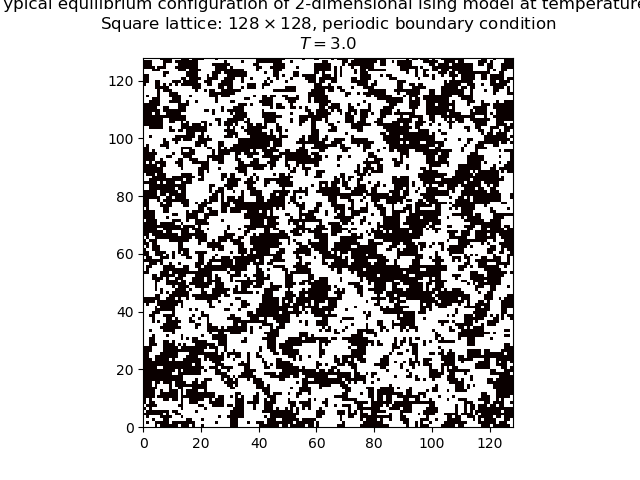 ypical equilibrium configuration of 2-dimensional Ising model at temperature
Square lattice: 128 × 128, periodic boundary condition
T = 3.0
120
100
80
60
40
20
0
0 20 40 60 80 100 120